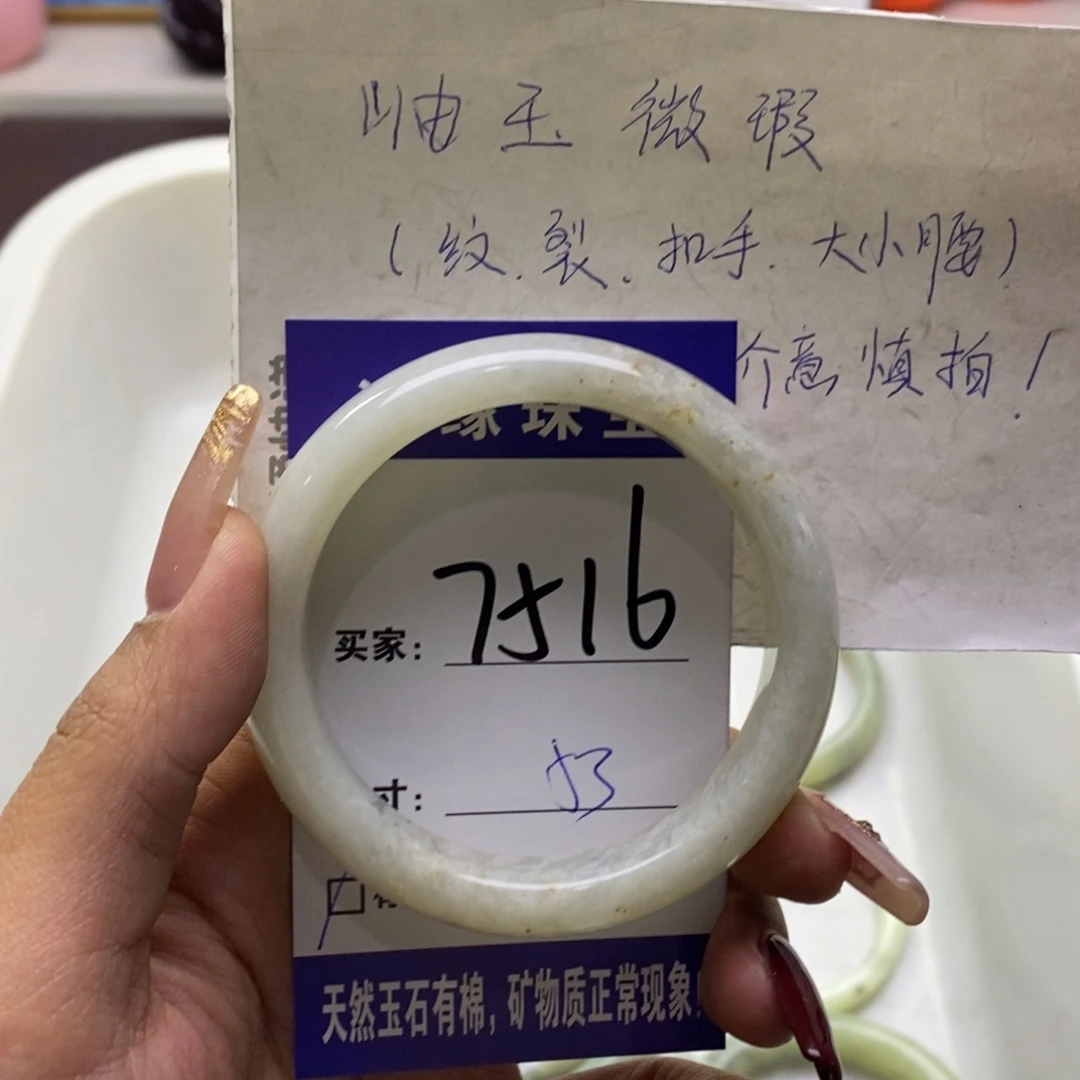 岫玉微瑕
(纹.裂.扣手.大小腰)
介意慎拍!
缘珠宝
买家: 7516
寸: 53
天然玉石有棉,矿物质正常现象!